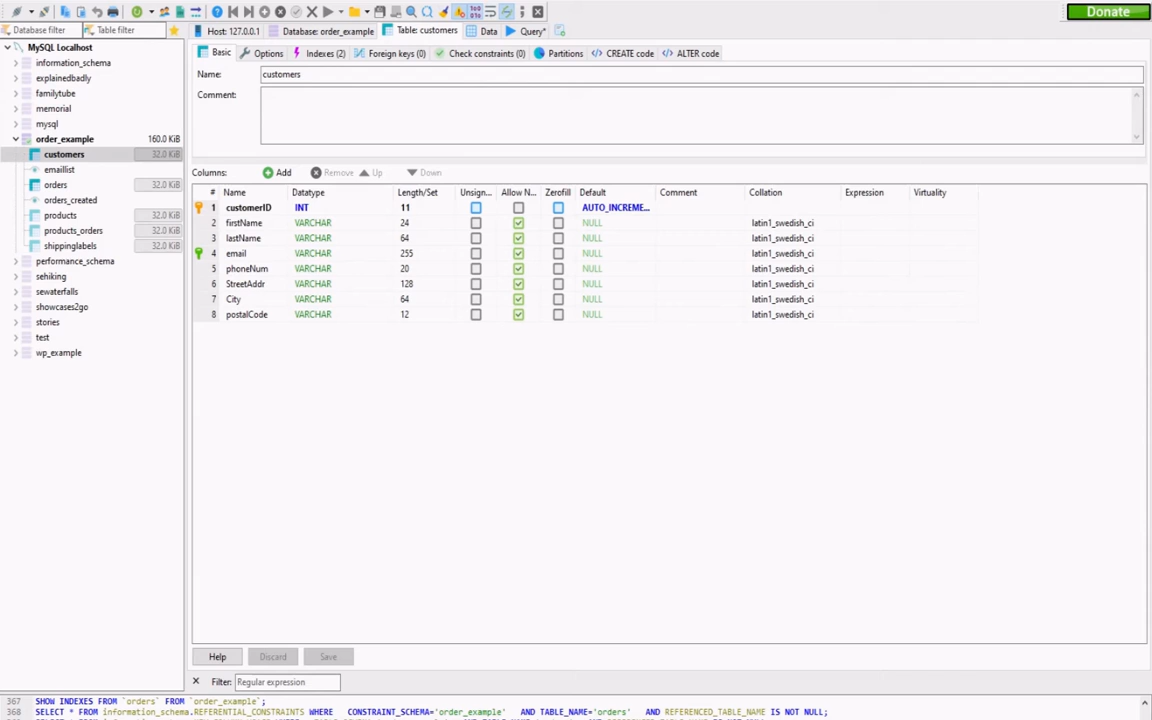 Donate
Database filter
Table filter
Host: 127.0.0.1
Database: order_example
Table: customers
Data
Query*
MySQL Localhost
information_schema
explainedbadly
familytube
memorial
mysql
order_example 160.0 KiB
customers 32.0 KiB
emaillist
orders 32.0 KiB
orders_created
products 32.0 KiB
products_orders 32.0 KiB
shippinglabels 32.0 KiB
performance_schema
sehiking
sewaterfalls
showcases2go
stories
test
wp_example
Basic Options Indexes (2) Foreign keys (0) Check constraints (0) Partitions CREATE code ALTER code
Name: customers
Comment:
Columns: Add Remove Up Down
# Name Datatype Length/Set Unsign... Allow N... Zerofill Default Comment Collation Expression Virtuality
1 customerID INT 11 AUTO_INCREME...
2 firstName VARCHAR 24 NULL latin1_swedish_ci
3 lastName VARCHAR 64 NULL latin1_swedish_ci
4 email VARCHAR 255 NULL latin1_swedish_ci
5 phoneNum VARCHAR 20 NULL latin1_swedish_ci
6 StreetAddr VARCHAR 128 NULL latin1_swedish_ci
7 City VARCHAR 64 NULL latin1_swedish_ci
8 postalCode VARCHAR 12 NULL latin1_swedish_ci
Help Discard Save
Filter: Regular expression
367 SHOW INDEXES FROM `orders` FROM `order_example`;
368 SELECT * FROM information_schema.REFERENTIAL_CONSTRAINTS WHERE CONSTRAINT_SCHEMA='order_example' AND TABLE_NAME='orders' AND REFERENCED_TABLE_NAME IS NOT NULL;